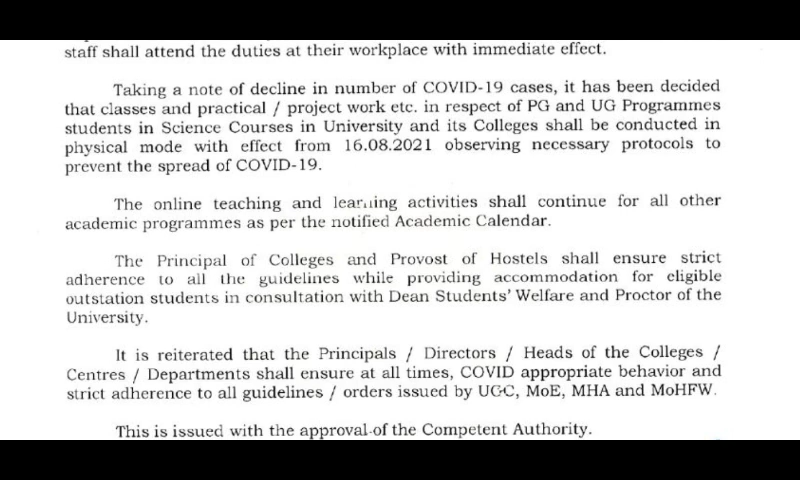 staff shall attend the duties at their workplace with immediate effect.
Taking a note of decline in number of COVID-19 cases, it has been decided
that classes and practical / project work etc. in respect of PG and UG Programmes
students in Science Courses in University and its Colleges shall be conducted in
physical mode with effect from 16.08.2021 observing necessary protocols to
prevent the spread of COVID-19.
The online teaching and learning activities shall continue for all other
academic programmes as per the notified Academic Calendar.
The Principal of Colleges and Provost of Hostels shall ensure strict
adherence to all the guidelines while providing accommodation for eligible
outstation students in consultation with Dean Students' Welfare and Proctor of the
University.
It is reiterated that the Principals / Directors / Heads of the Colleges /
Centres / Departments shall ensure at all times, COVID appropriate behavior and
strict adherence to all guidelines / orders issued by UGC, MoE, MHA and MoHFW.
This is issued with the approval of the Competent Authority.